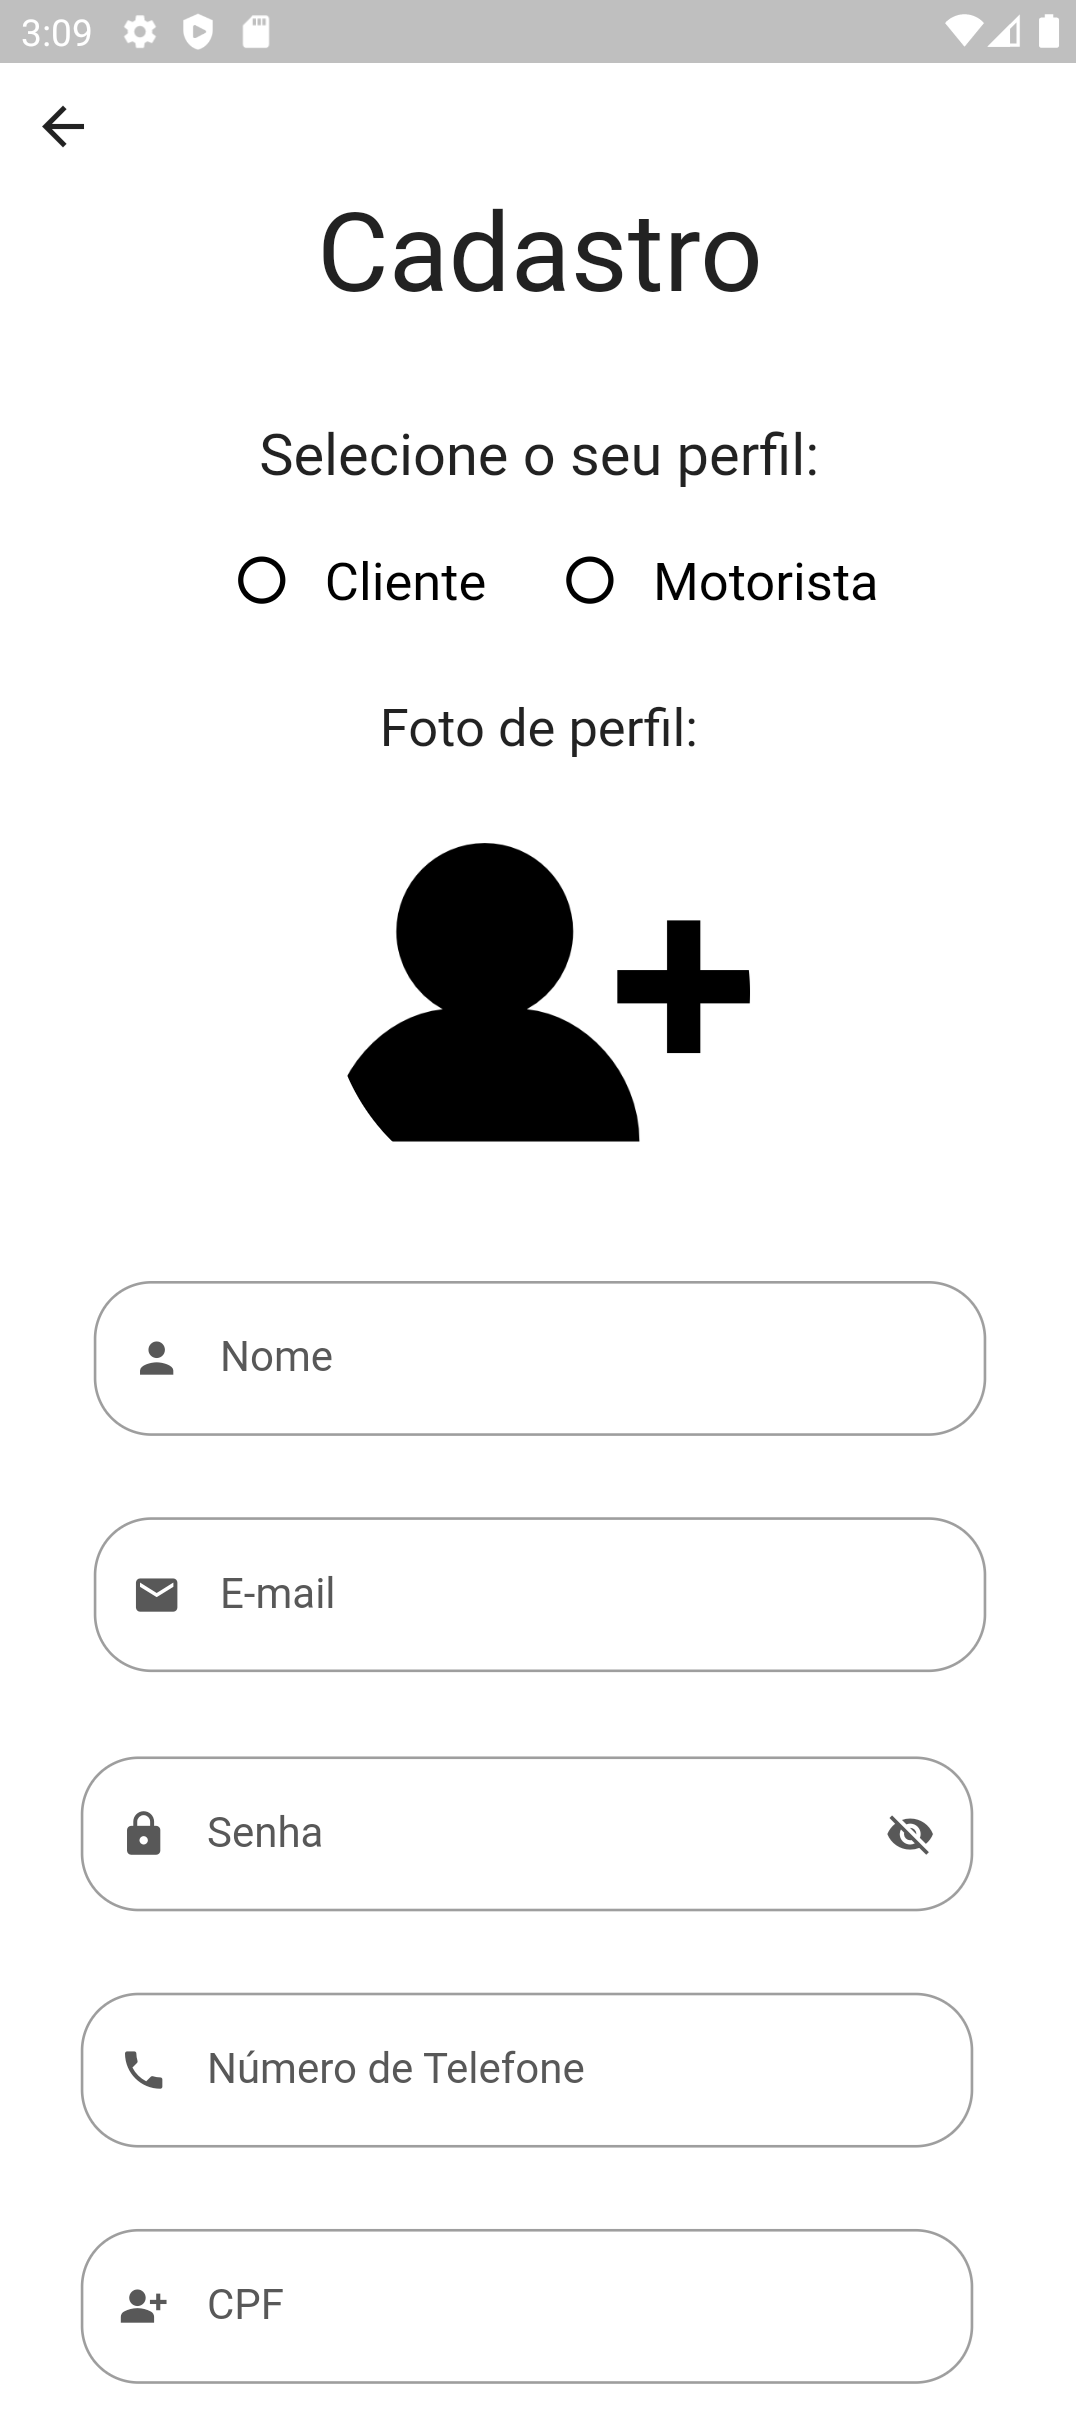 3:09
Cadastro
Selecione o seu perfil:
Cliente Motorista
Foto de perfil:
Nome
E-mail
Senha
Número de Telefone
CPF